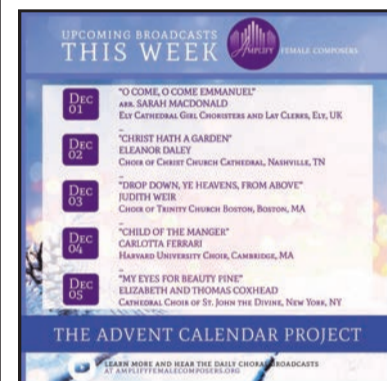 UPCOMING BROADCASTS
THIS WEEK
AMPLIFY
FEMALE COMPOSERS
DEC 01
"O COME, O COME EMMANUEL"
ARR. SARAH MACDONALD
ELY CATHEDRAL GIRL CHORISTERS AND LAY CLERKS, ELY, UK
DEC 02
"CHRIST HATH A GARDEN"
ELEANOR DALEY
CHOIR OF CHRIST CHURCH CATHEDRAL, NASHVILLE, TN
DEC 03
"DROP DOWN, YE HEAVENS, FROM ABOVE"
JUDITH WEIR
CHOIR OF TRINITY CHURCH BOSTON, BOSTON, MA
DEC 04
"CHILD OF THE MANGER"
CARLOTTA FERRARI
HARVARD UNIVERSITY CHOIR, CAMBRIDGE, MA
DEC 05
"MY EYES FOR BEAUTY PINE"
ELIZABETH AND THOMAS COXHEAD
CATHEDRAL CHOIR OF ST. JOHN THE DIVINE, NEW YORK, NY
THE ADVENT CALENDAR PROJECT
LEARN MORE AND HEAR THE DAILY CHORAL BROADCASTS
AT AMPLIFYFEMALECOMPOSERS.ORG